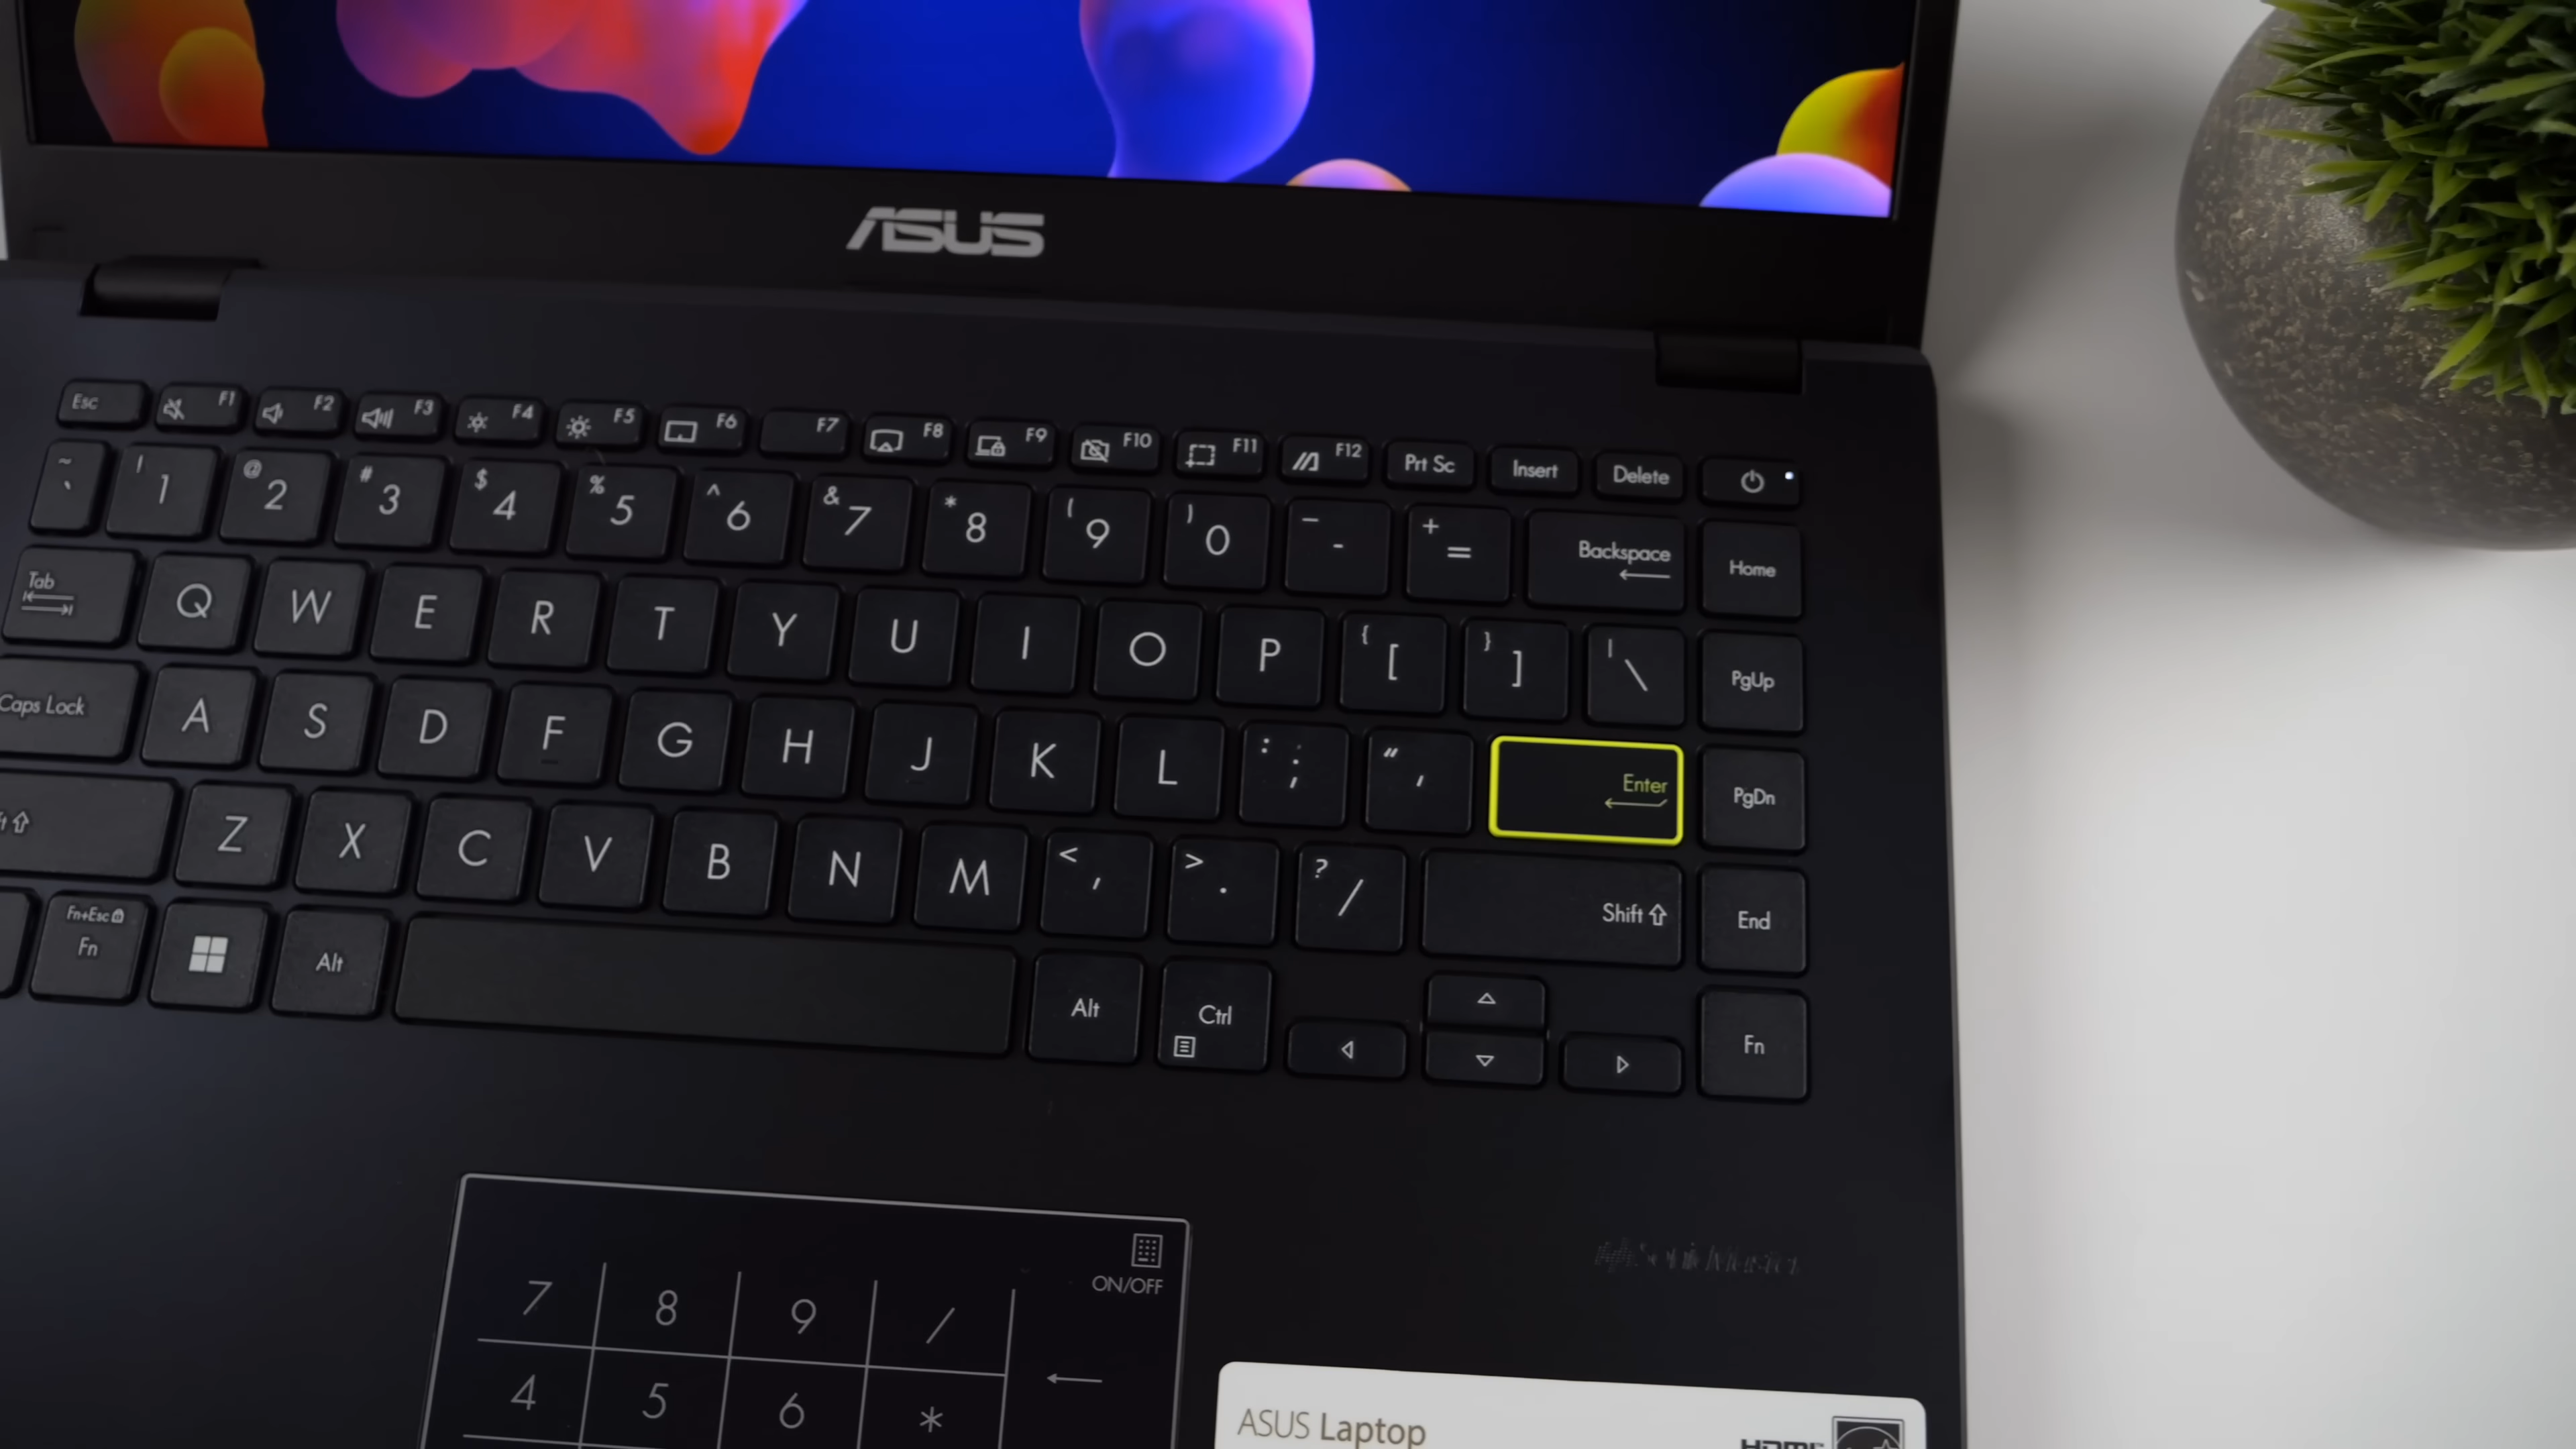 ASUS
Esc F1 F2 F3 F4 F5 F6 F7 F8 F9 F10 F11 F12 Prt Sc Insert Delete
~ ` ! 1 @ 2 # 3 $ 4 % 5 ^ 6 & 7 * 8 ( 9 ) 0 _ - + = Backspace Home
Tab Q W E R T Y U I O P { [ } ] | \ PgUp
Caps Lock A S D F G H J K L : ; " ' Enter PgDn
Z X C V B N M < , > . ? / Shift End
Fn+Esc
Fn Alt Alt Ctrl Fn
ON/OFF
7 8 9 /
4 5 6 *
ASUS Laptop
HDMI